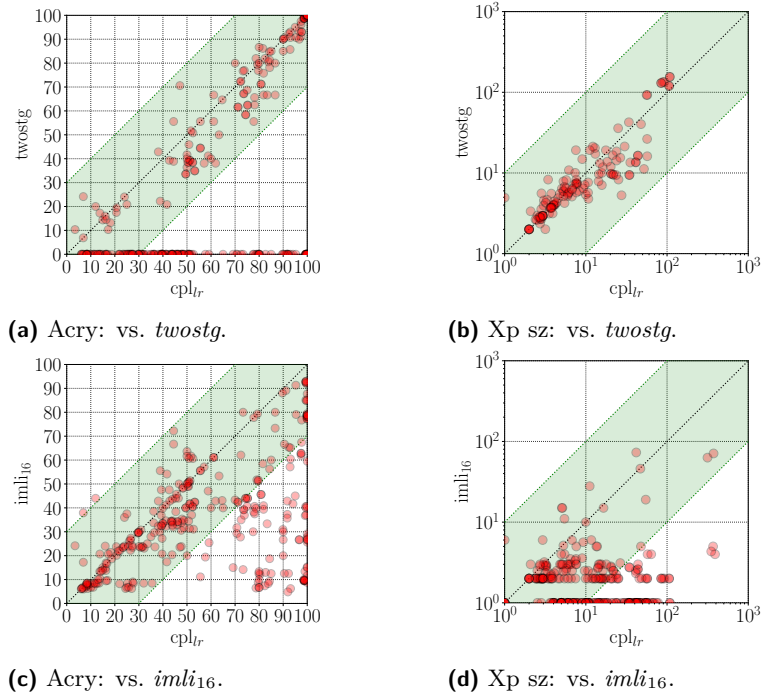 100
90
80
70
60
50
40
30
20
10
0
twostg
0 10 20 30 40 50 60 70 80 90 100
cpl_lr
10^3
10^2
10^1
10^0
twostg
10^0 10^1 10^2 10^3
cpl_lr
(a) Acry: vs. twostg.
(b) Xp sz: vs. twostg.
100
90
80
70
60
50
40
30
20
10
0
imli_16
0 10 20 30 40 50 60 70 80 90 100
cpl_lr
10^3
10^2
10^1
10^0
imli_16
10^0 10^1 10^2 10^3
cpl_lr
(c) Acry: vs. imli_16.
(d) Xp sz: vs. imli_16.